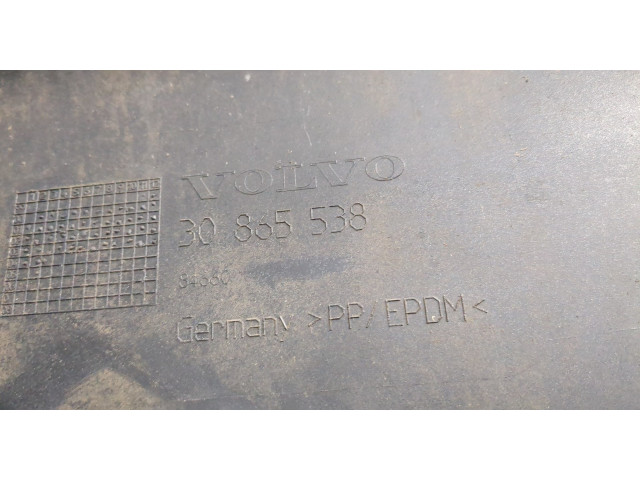 VOLVO
30 865 538
Germany >PP/EPDM<